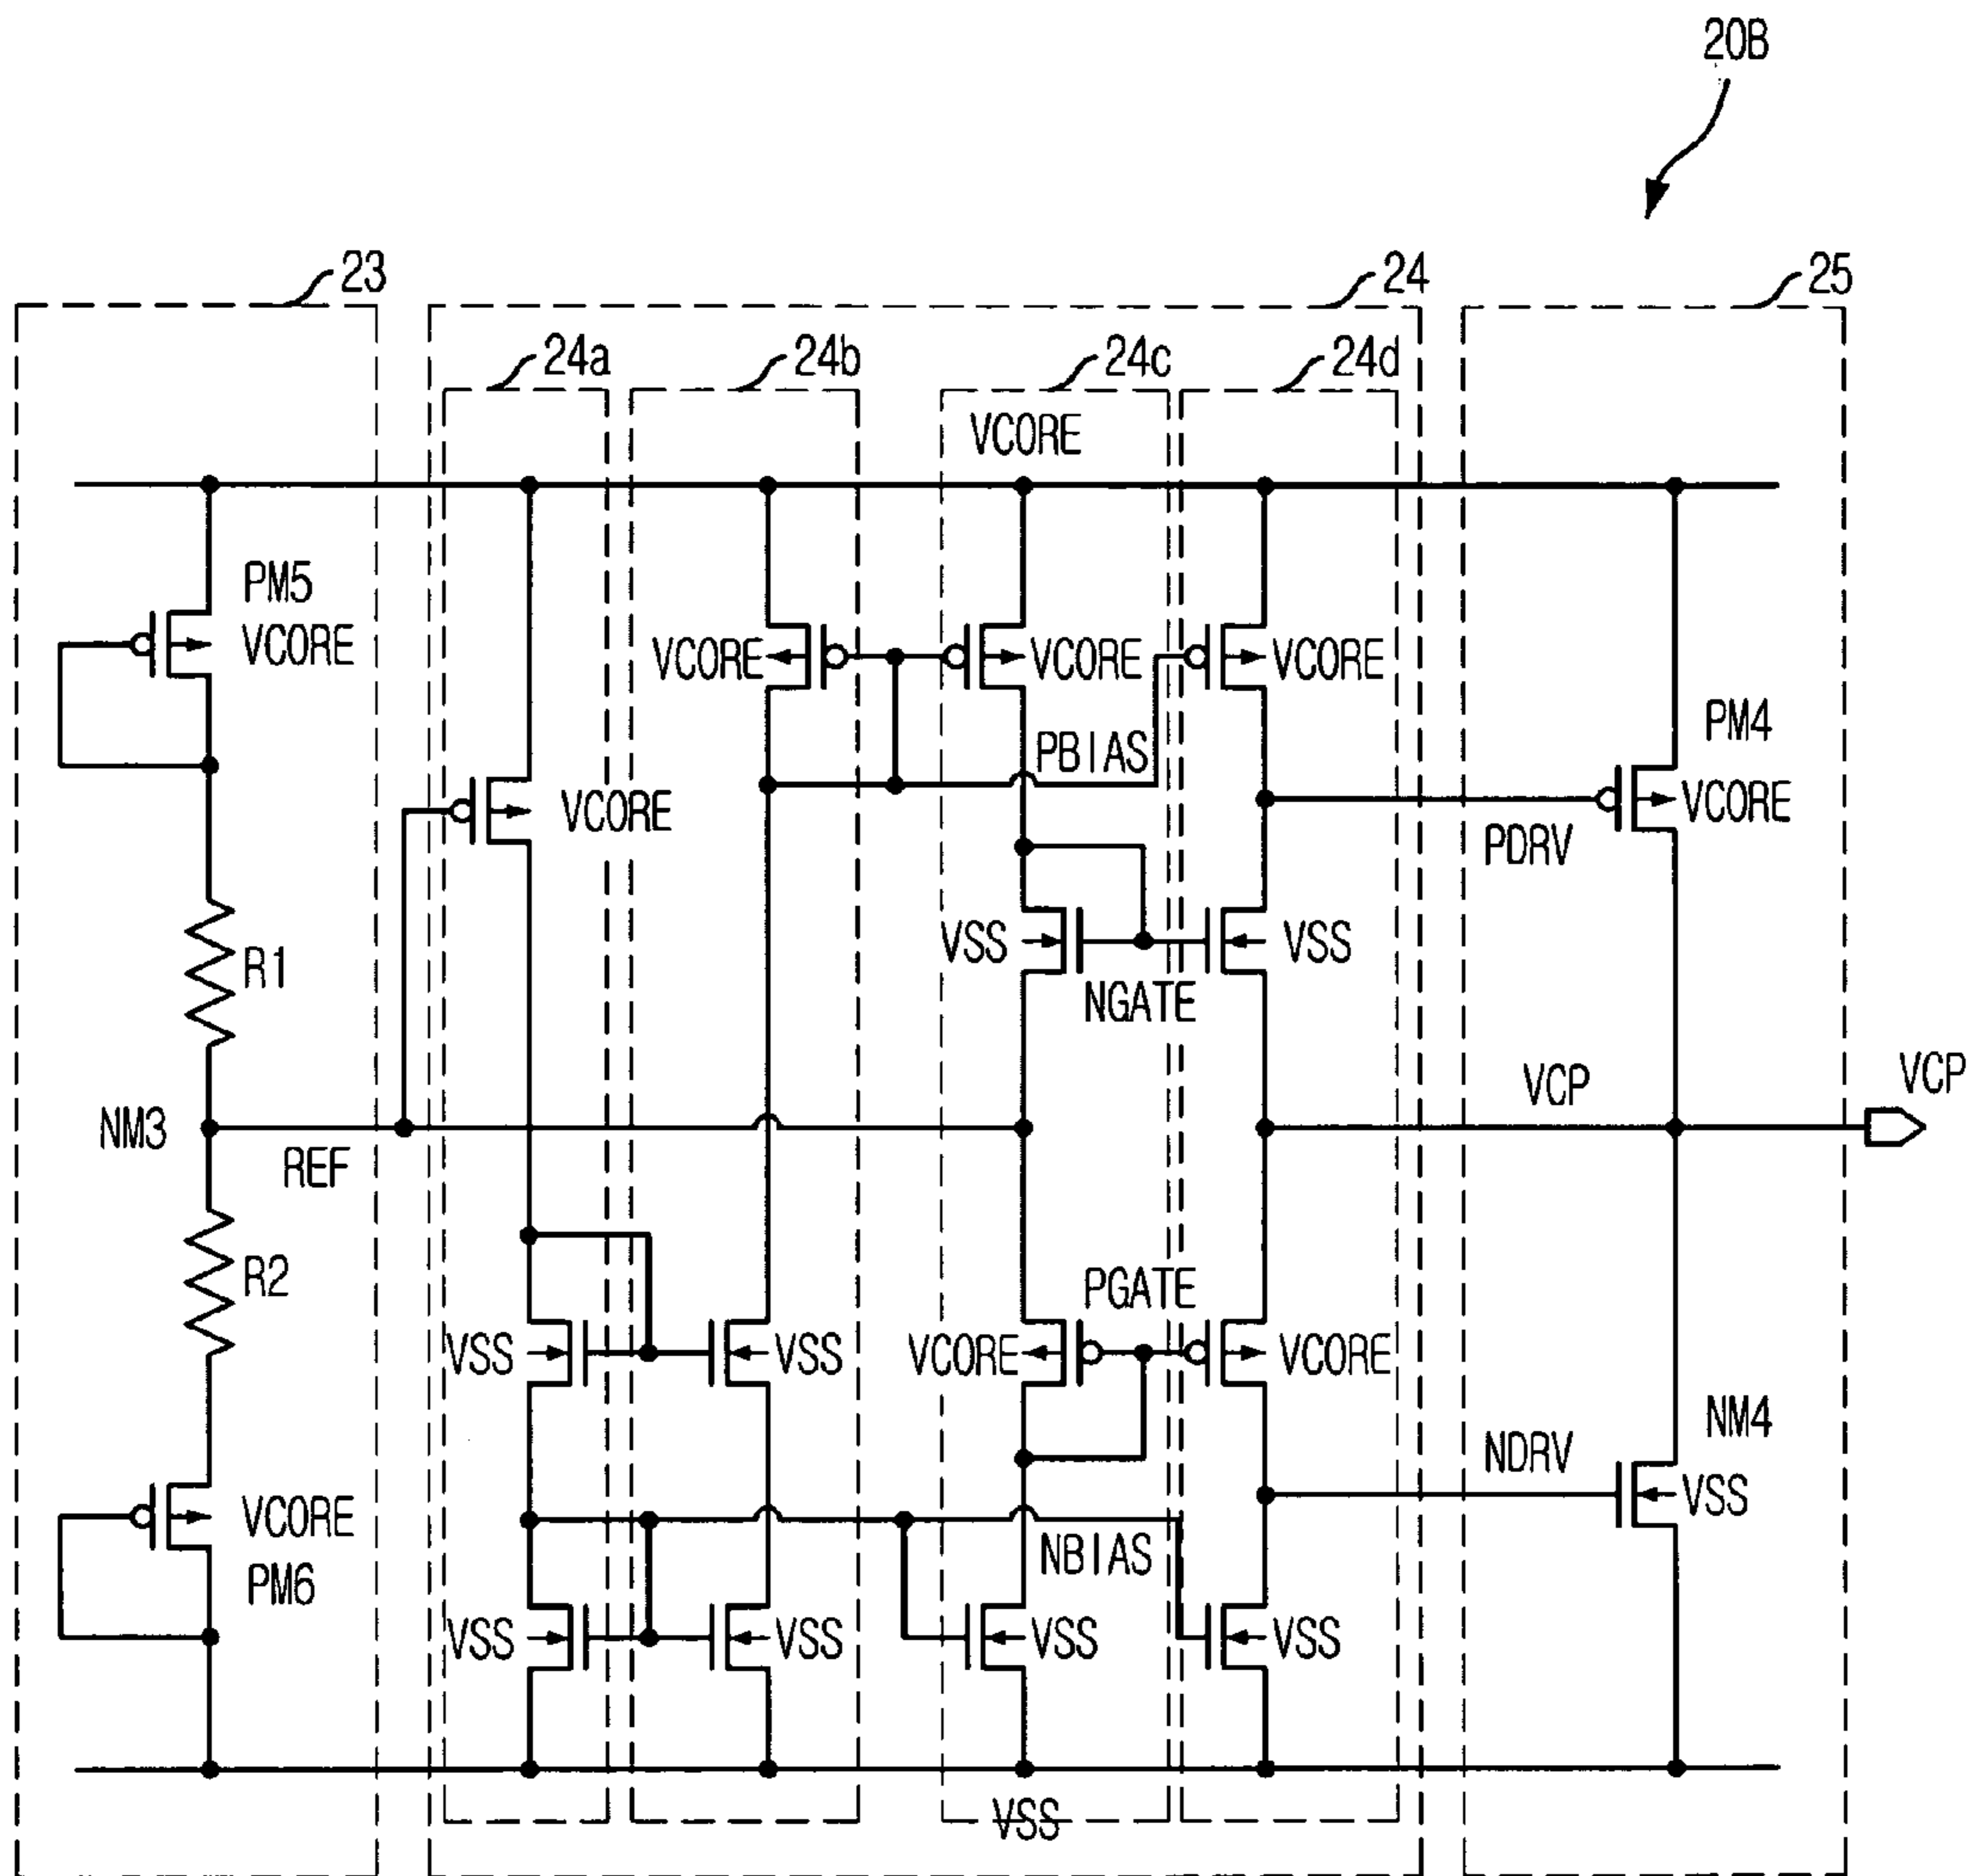 20B
23
24
25
24a
24b
24c
24d
VCORE
PM5
VCORE
VCORE
VCORE
VCORE
PM4
PBIAS
VCORE
VCORE
PDRV
R1
VSS
VSS
NGATE
VCP
VCP
NM3
REF
R2
PGATE
VSS
VSS
VCORE
VCORE
NM4
NDRV
VSS
VCORE
NBIAS
PM6
VSS
VSS
VSS
VSS
VSS